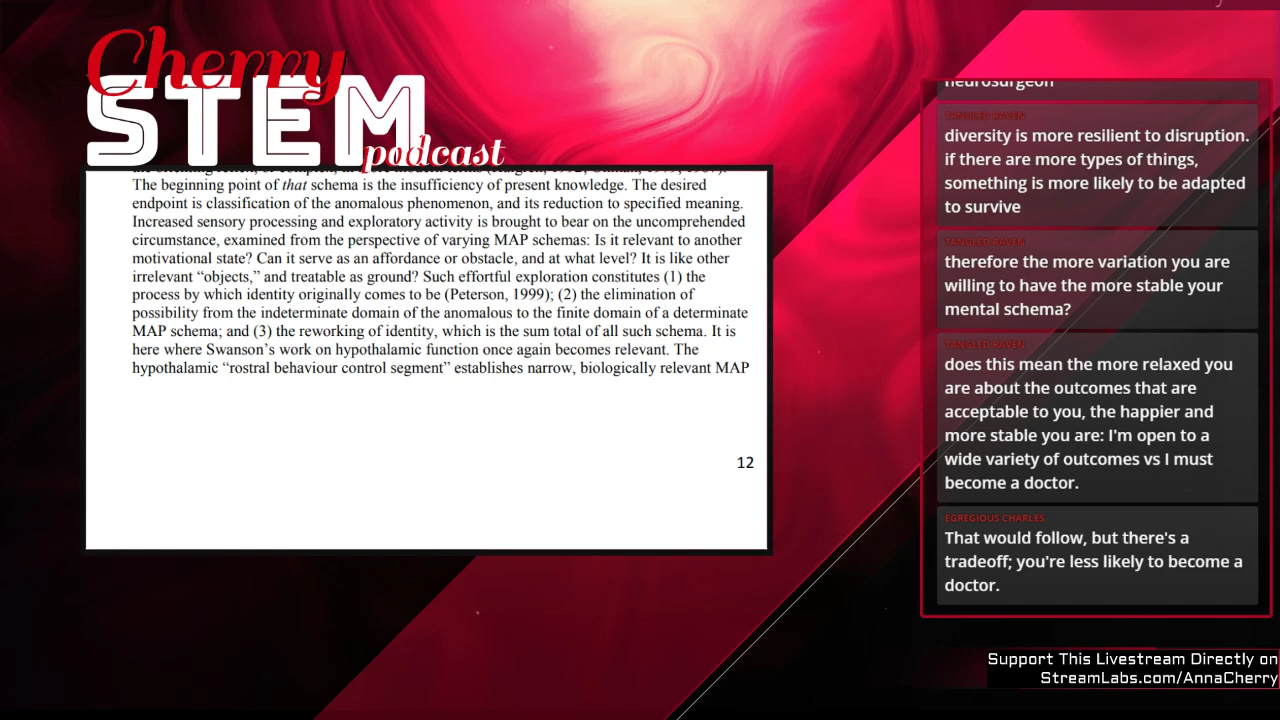 Cherry
STEM
podcast
The beginning point of that schema is the insufficiency of present knowledge. The desired
endpoint is classification of the anomalous phenomenon, and its reduction to specified meaning.
Increased sensory processing and exploratory activity is brought to bear on the uncomprehended
circumstance, examined from the perspective of varying MAP schemas: Is it relevant to another
motivational state? Can it serve as an affordance or obstacle, and at what level? It is like other
irrelevant “objects,” and treatable as ground? Such effortful exploration constitutes (1) the
process by which identity originally comes to be (Peterson, 1999); (2) the elimination of
possibility from the indeterminate domain of the anomalous to the finite domain of a determinate
MAP schema; and (3) the reworking of identity, which is the sum total of all such schema. It is
here where Swanson’s work on hypothalamic function once again becomes relevant. The
hypothalamic “rostral behaviour control segment” establishes narrow, biologically relevant MAP
12
neurosurgeon
TANGLED RAVEN
diversity is more resilient to disruption.
if there are more types of things,
something is more likely to be adapted
to survive
TANGLED RAVEN
therefore the more variation you are
willing to have the more stable your
mental schema?
TANGLED RAVEN
does this mean the more relaxed you
are about the outcomes that are
acceptable to you, the happier and
more stable you are: I'm open to a
wide variety of outcomes vs I must
become a doctor.
EGREGIOUS CHARLES
That would follow, but there's a
tradeoff; you're less likely to become a
doctor.
Support This Livestream Directly on
StreamLabs.com/AnnaCherry